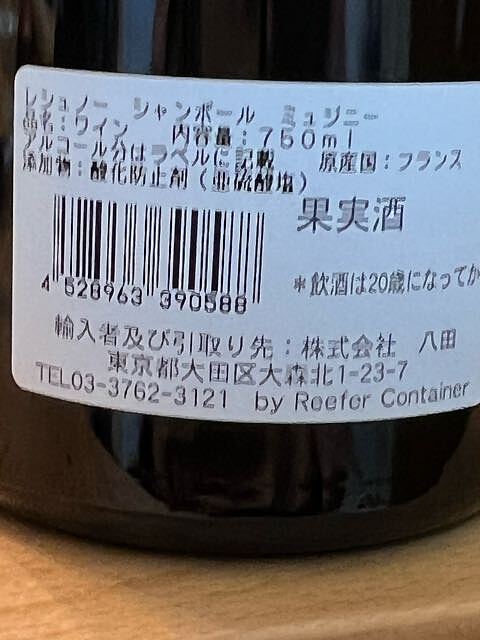 レシュノー　シャンボール　ミュジニー
品名：ワイン　内容量：750ml
アルコール分はラベルに記載　原産国：フランス
添加物：酸化防止剤（亜硫酸塩）
果実酒
4 528963 390588
*飲酒は20歳になってか
輸入者及び引取り先：株式会社　八田
東京都大田区大森北1-23-7
TEL03-3762-3121　by Reefer Container